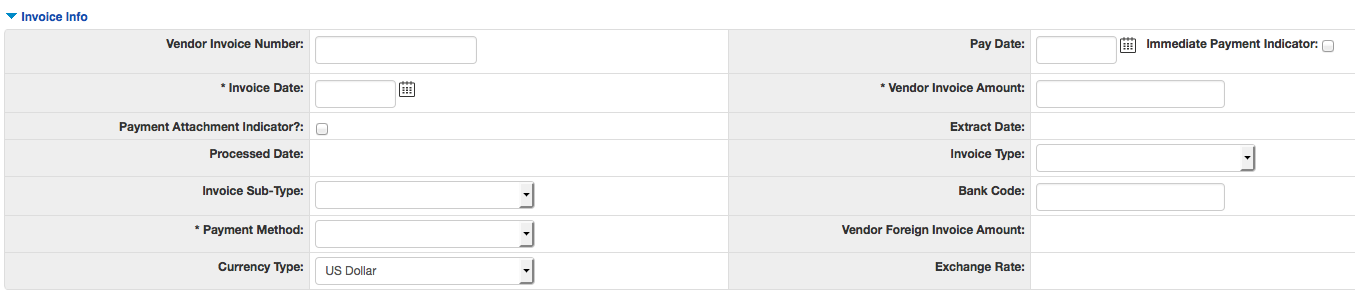 Invoice Info
Vendor Invoice Number: Pay Date: Immediate Payment Indicator:
* Invoice Date: * Vendor Invoice Amount:
Payment Attachment Indicator?: Extract Date:
Processed Date: Invoice Type:
Invoice Sub-Type: Bank Code:
* Payment Method: Vendor Foreign Invoice Amount:
Currency Type: US Dollar Exchange Rate: